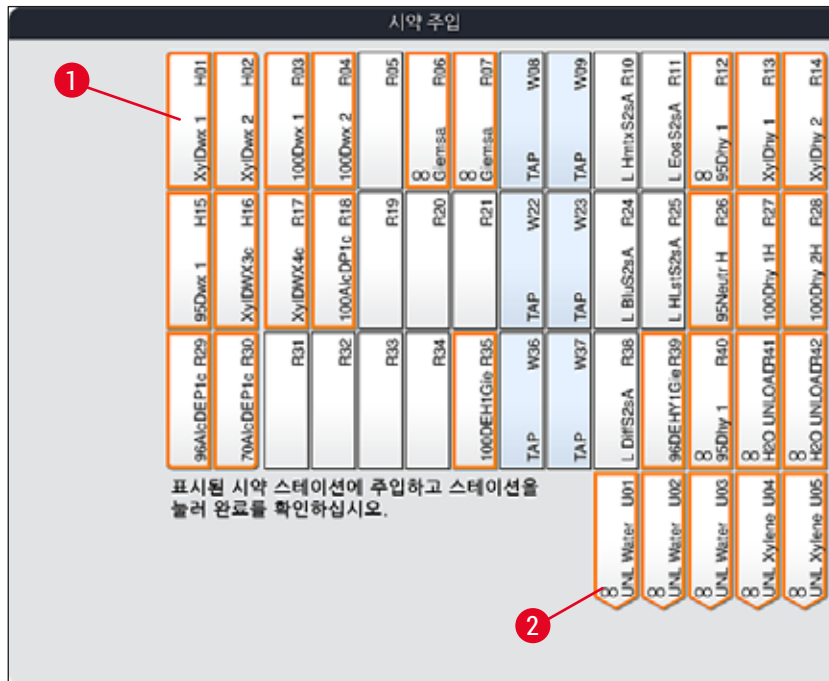 시약 주입
1
XylDwx 1 H01
XylDwx 2 H02
100Dwx 1 R03
100Dwx 2 R04
R05
∞ Giemsa R06
∞ Giemsa R07
TAP W08
TAP W09
L HmtxS2sA R10
L EosS2sA R11
∞ 95Dhy 1 R12
XylDhy 1 R13
XylDhy 2 R14
95Dwx 1 H15
XylDWX3c H16
XylDWX4c R17
100AlcDP1c R18
R19
R20
R21
TAP W22
TAP W23
L BluS2sA R24
L HLstS2sA R25
95Neutr H R26
100Dhy 1H R27
100Dhy 2H R28
96AlcDEP1c R29
70AlcDEP1c R30
R31
R32
R33
R34
100DEH1Gie R35
TAP W36
TAP W37
L DiffS2sA R38
96DEHY1Gie R39
∞ 95Dhy 1 R40
∞ H2O UNLOAD R41
∞ H2O UNLOAD R42
표시된 시약 스테이션에 주입하고 스테이션을
눌러 완료를 확인하십시오.
∞ UNL Water U01
∞ UNL Water U02
∞ UNL Water U03
∞ UNL Xylene U04
∞ UNL Xylene U05
2